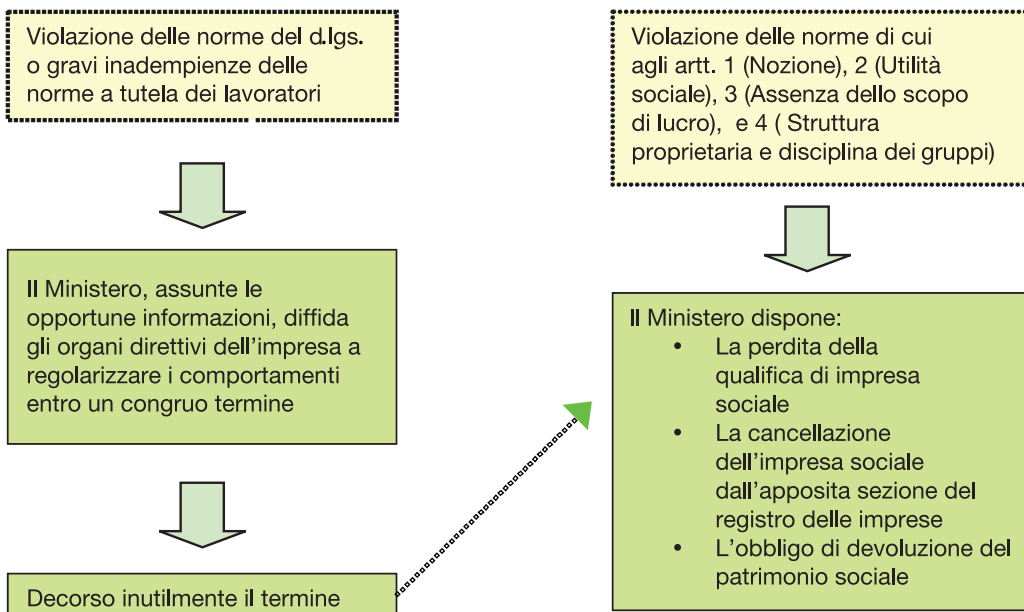 Violazione delle norme del d.lgs.
o gravi inadempienze delle
norme a tutela dei lavoratori
Il Ministero, assunte le
opportune informazioni, diffida
gli organi direttivi dell'impresa a
regolarizzare i comportamenti
entro un congruo termine
Decorso inutilmente il termine
Violazione delle norme di cui
agli artt. 1 (Nozione), 2 (Utilità
sociale), 3 (Assenza dello scopo
di lucro), e 4 ( Struttura
proprietaria e disciplina dei gruppi)
Il Ministero dispone:
• La perdita della
qualifica di impresa
sociale
• La cancellazione
dell'impresa sociale
dall'apposita sezione del
registro delle imprese
• L'obbligo di devoluzione del
patrimonio sociale